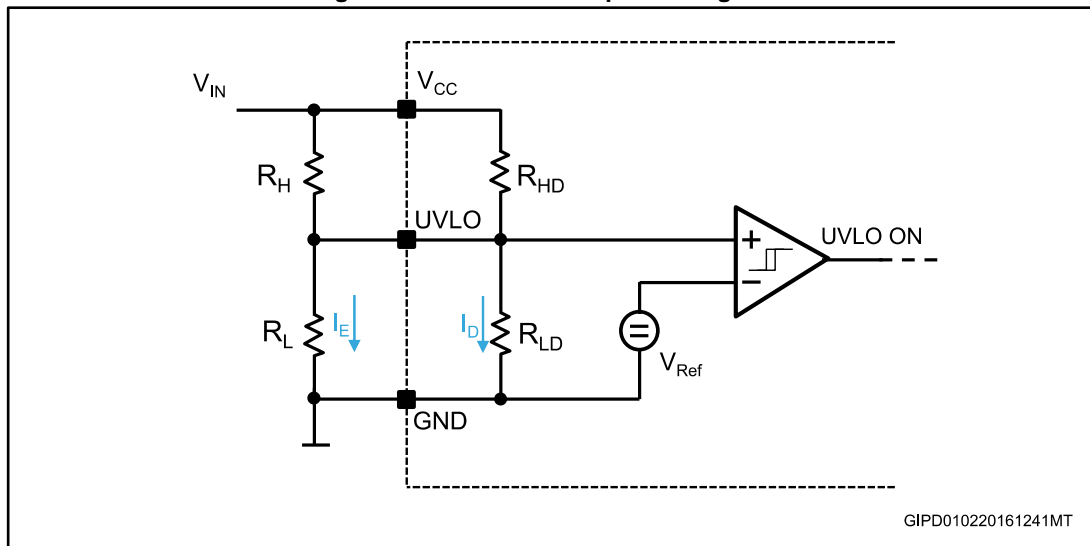 V_IN
V_CC
R_H
R_HD
UVLO
+
UVLO ON
−
R_L
I_E
I_D
R_LD
=
V_Ref
GND
GIPD010220161241MT